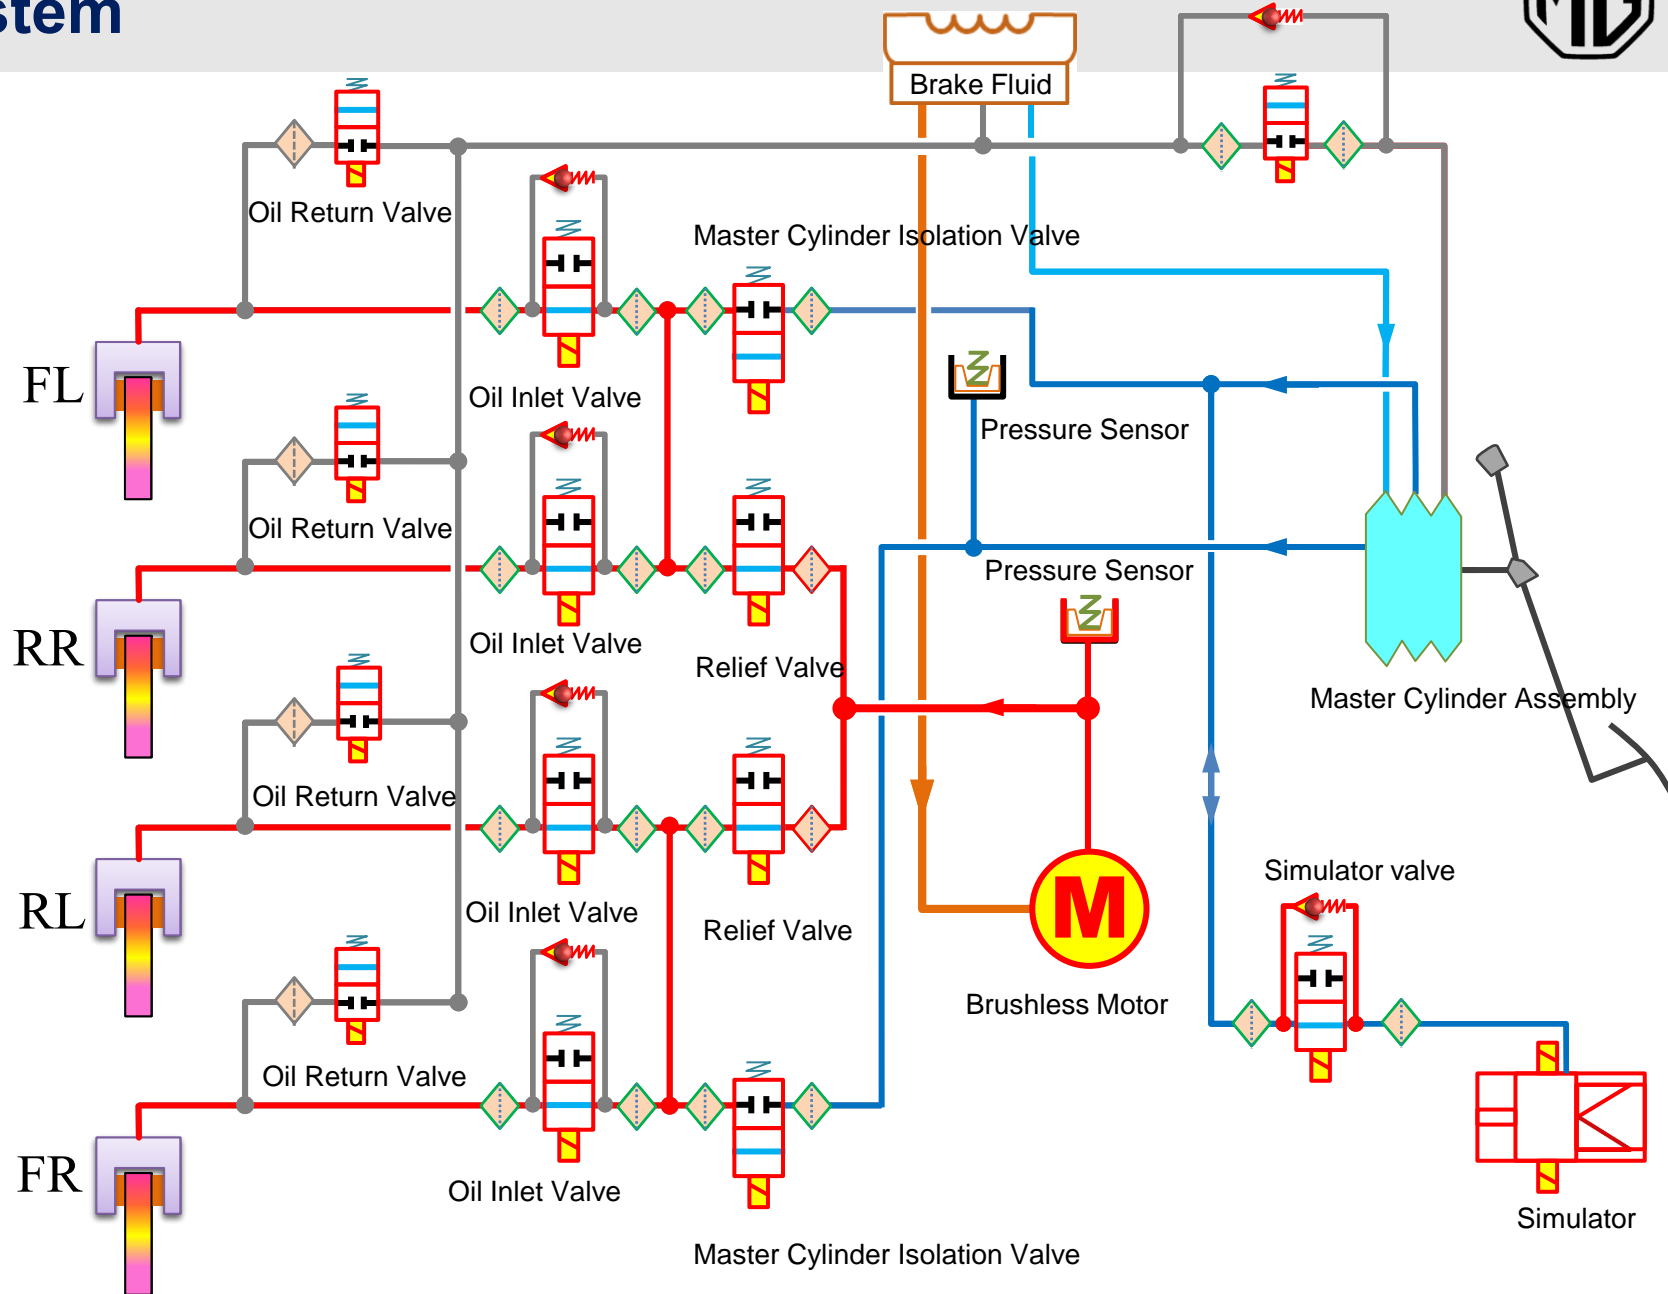 stem
MG
Brake Fluid
Oil Return Valve
Master Cylinder Isolation Valve
FL
Oil Inlet Valve
Pressure Sensor
Oil Return Valve
Pressure Sensor
RR
Oil Inlet Valve
Relief Valve
Master Cylinder Assembly
Oil Return Valve
Simulator valve
RL
M
Oil Inlet Valve
Relief Valve
Brushless Motor
Oil Return Valve
FR
Oil Inlet Valve
Simulator
Master Cylinder Isolation Valve